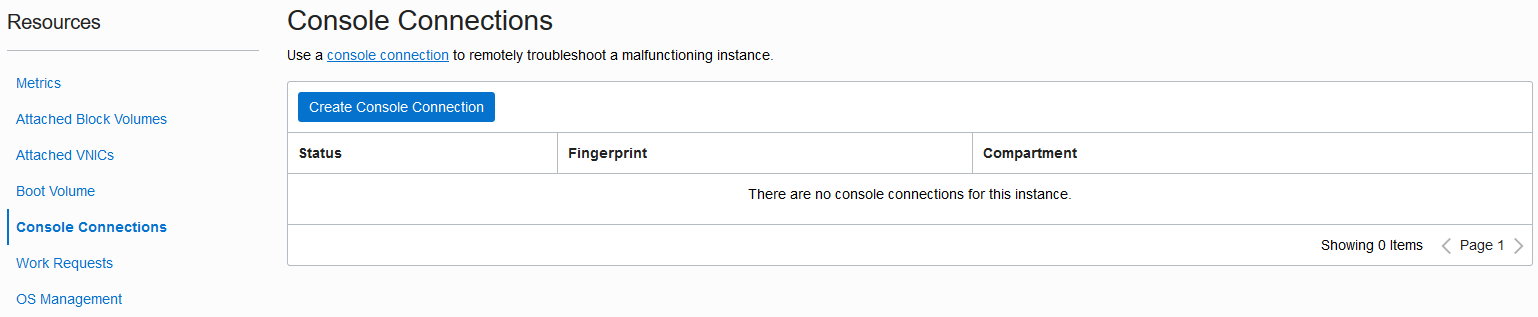 Resources
Metrics
Attached Block Volumes
Attached VNICs
Boot Volume
Console Connections
Work Requests
OS Management
Console Connections
Use a console connection to remotely troubleshoot a malfunctioning instance.
Create Console Connection
Status Fingerprint Compartment
There are no console connections for this instance.
Showing 0 Items Page 1